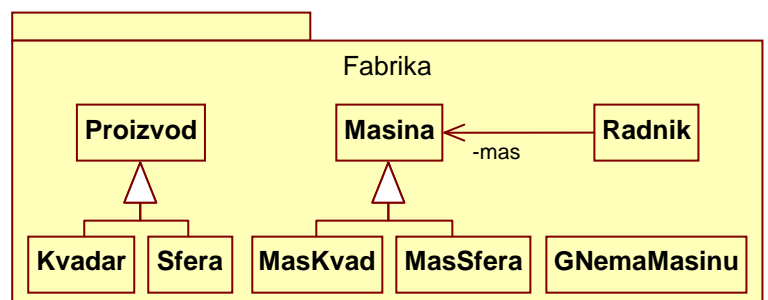 Fabrika
Proizvod Masina Radnik
-mas
Kvadar Sfera MasKvad MasSfera GNemaMasinu